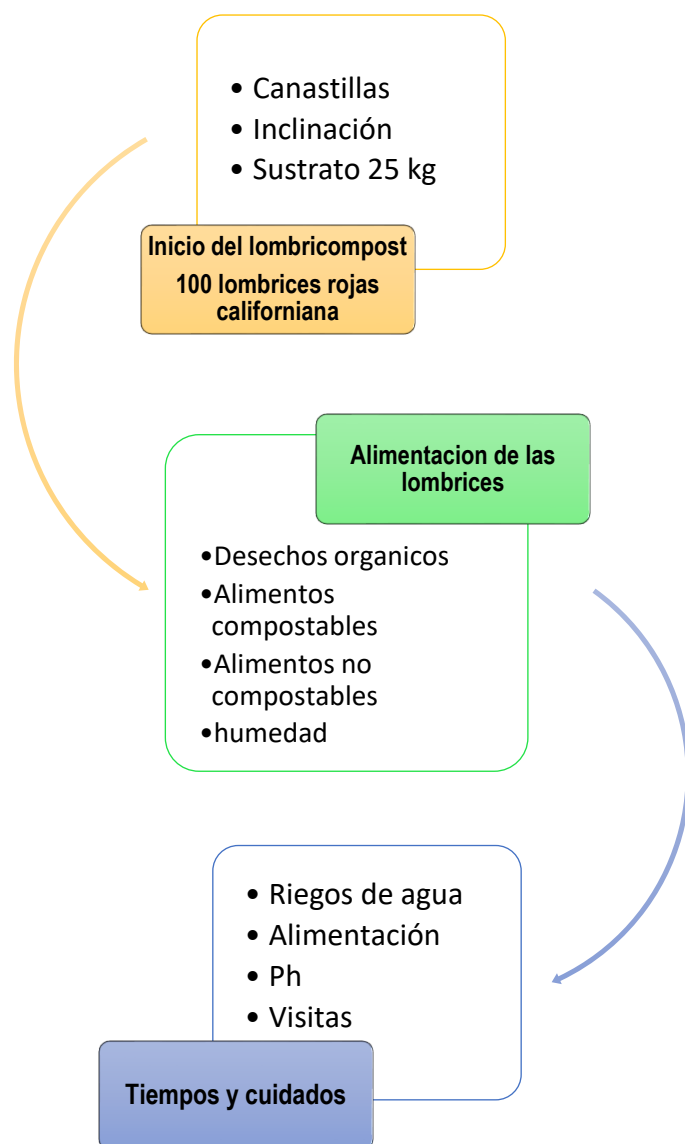 • Canastillas
• Inclinación
• Sustrato 25 kg
Inicio del lombricompost
100 lombrices rojas
californiana
Alimentacion de las
lombrices
•Desechos organicos
•Alimentos
compostables
•Alimentos no
compostables
•humedad
• Riegos de agua
• Alimentación
• Ph
• Visitas
Tiempos y cuidados